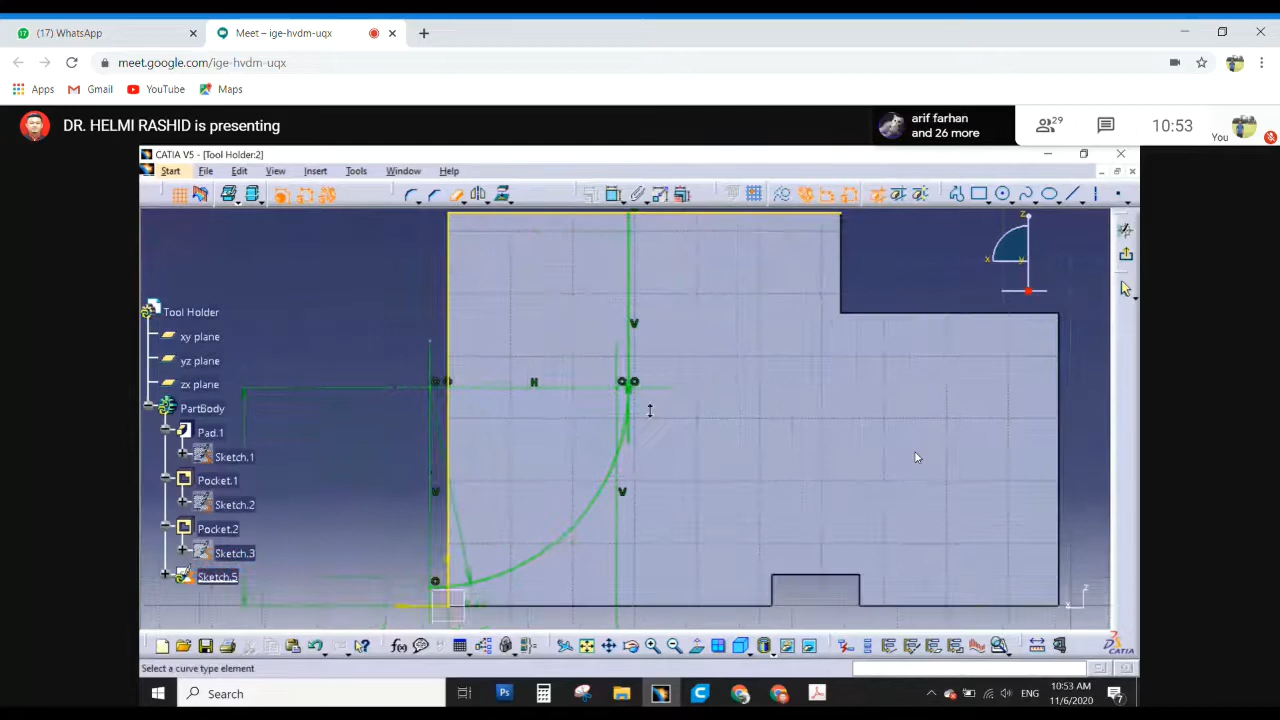 (17) WhatsApp
Meet – ige-hvdm-uqx
meet.google.com/ige-hvdm-uqx
Apps
Gmail
YouTube
Maps
DR. HELMI RASHID is presenting
arif farhan
and 26 more
29
10:53
You
CATIA V5 - [Tool Holder:2]
Start
File
Edit
View
Insert
Tools
Window
Help
z
x
y
V
H
V
V
Tool Holder
xy plane
yz plane
zx plane
PartBody
Pad.1
Sketch.1
Pocket.1
Sketch.2
Pocket.2
Sketch.3
Sketch.5
z
x
f(x)
CATIA
Select a curve type element
Search
Ps
ENG
10:53 AM
11/6/2020
7